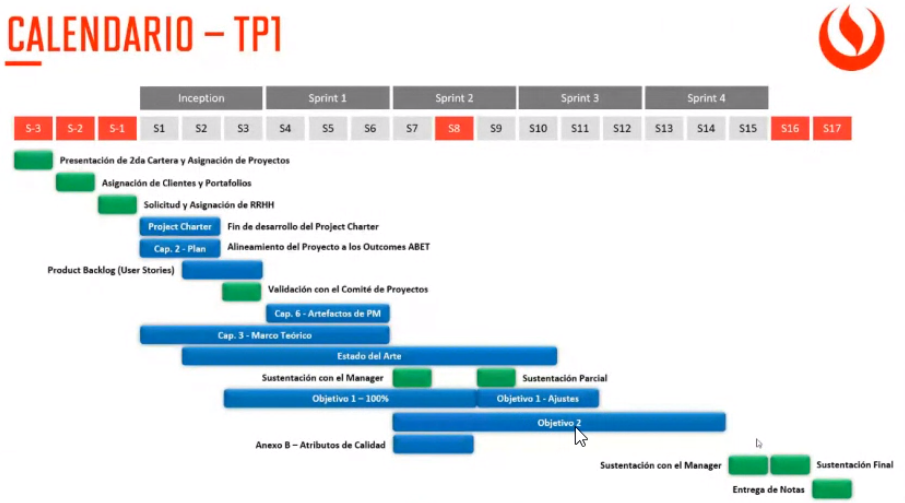 CALENDARIO – TP1
Inception Sprint 1 Sprint 2 Sprint 3 Sprint 4
S-3 S-2 S-1 S1 S2 S3 S4 S5 S6 S7 S8 S9 S10 S11 S12 S13 S14 S15 S16 S17
Presentación de 2da Cartera y Asignación de Proyectos
Asignación de Clientes y Portafolios
Solicitud y Asignación de RRHH
Project Charter Fin de desarrollo del Project Charter
Cap. 2 - Plan Alineamiento del Proyecto a los Outcomes ABET
Product Backlog (User Stories)
Validación con el Comité de Proyectos
Cap. 6 - Artefactos de PM
Cap. 3 - Marco Teórico
Estado del Arte
Sustentación con el Manager Sustentación Parcial
Objetivo 1 – 100% Objetivo 1 - Ajustes
Objetivo 2
Anexo B – Atributos de Calidad
Sustentación con el Manager Sustentación Final
Entrega de Notas